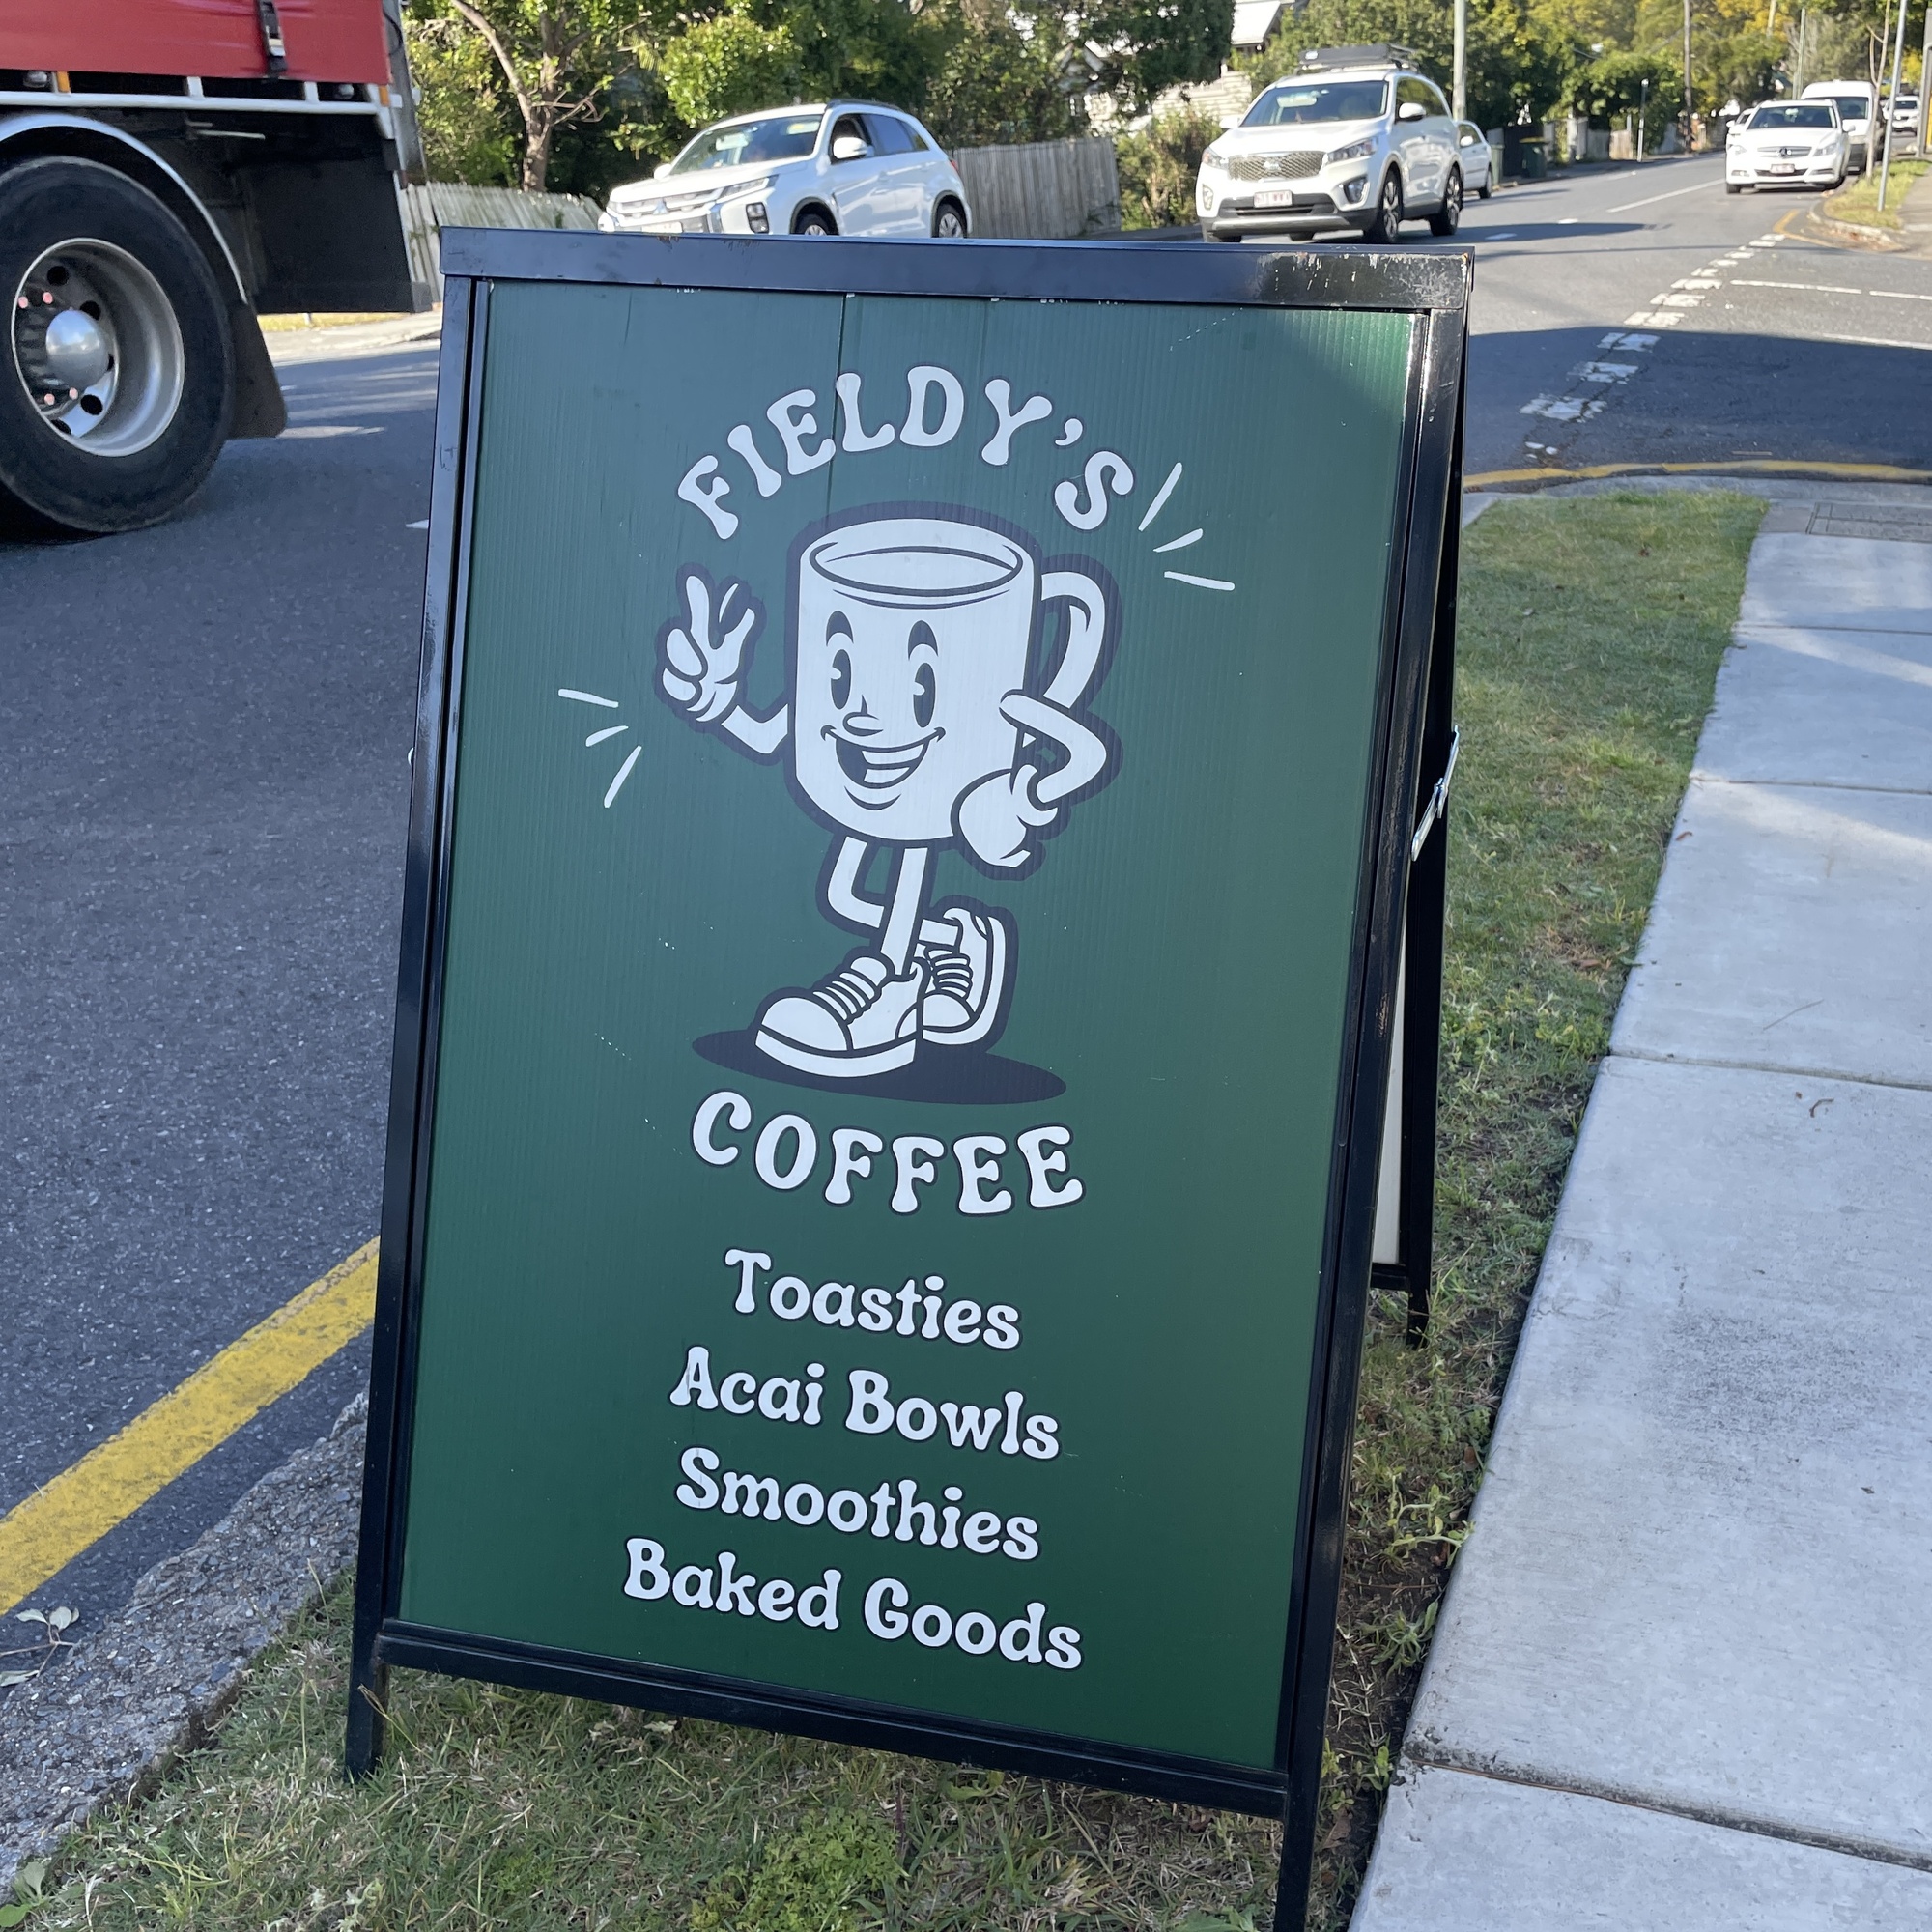 FIELDY'S
COFFEE
Toasties
Acai Bowls
Smoothies
Baked Goods